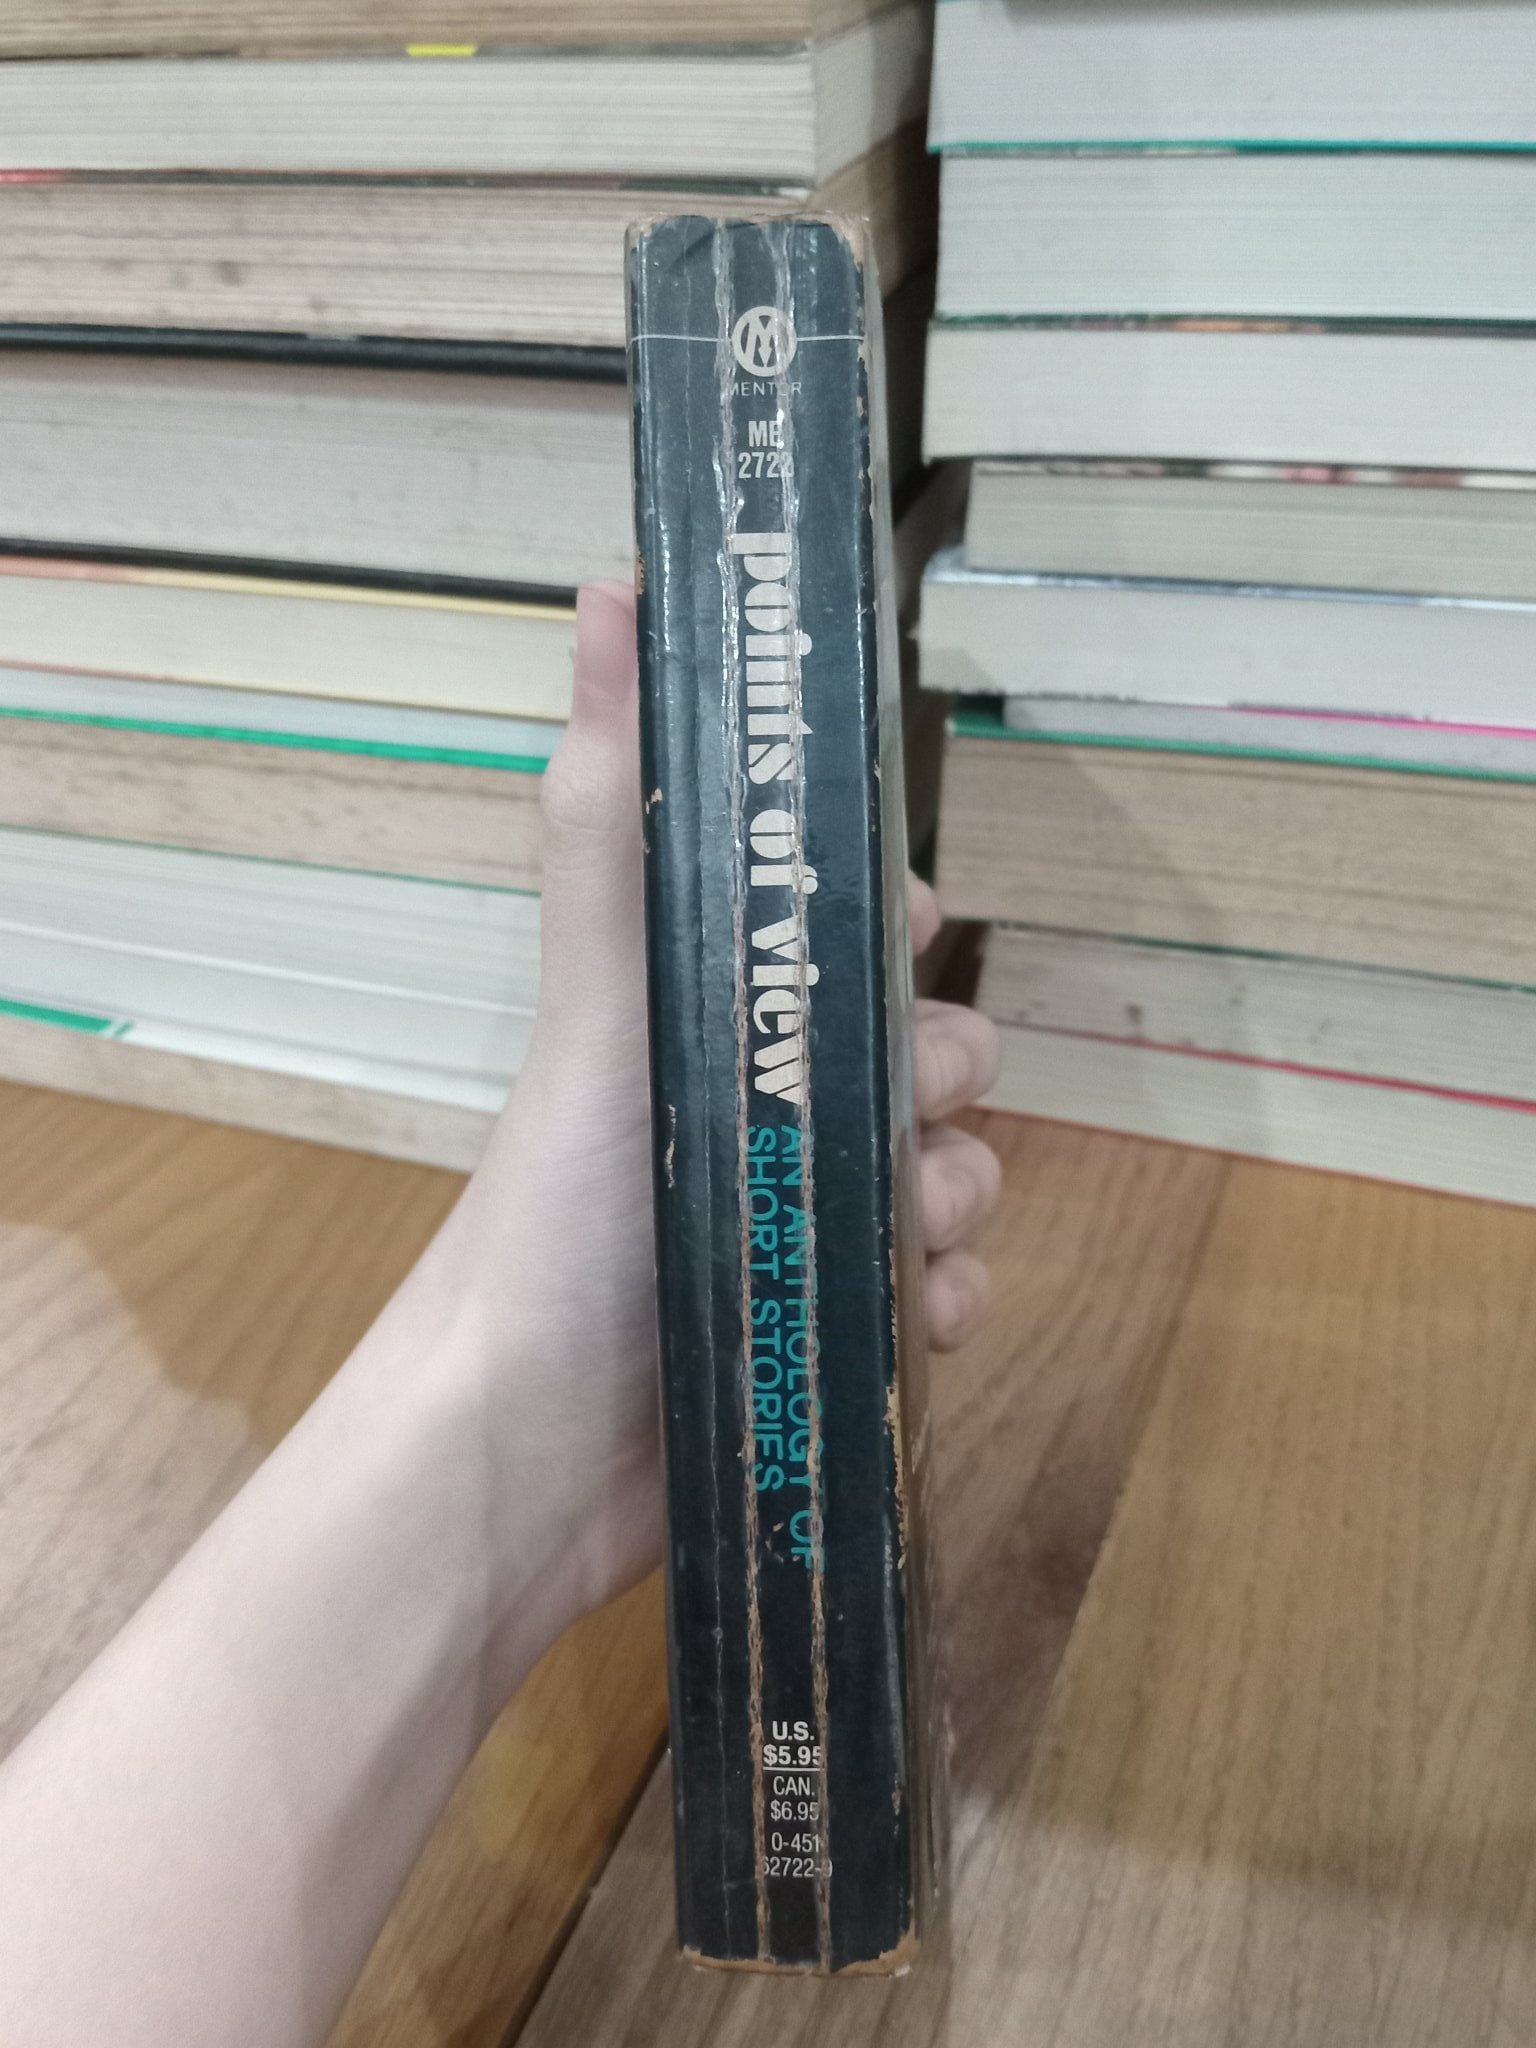 M
MENTOR
ME
2722
points of view
AN ANTHOLOGY OF
SHORT STORIES
U.S.
$5.95
CAN.
$6.95
0-451
62722-9